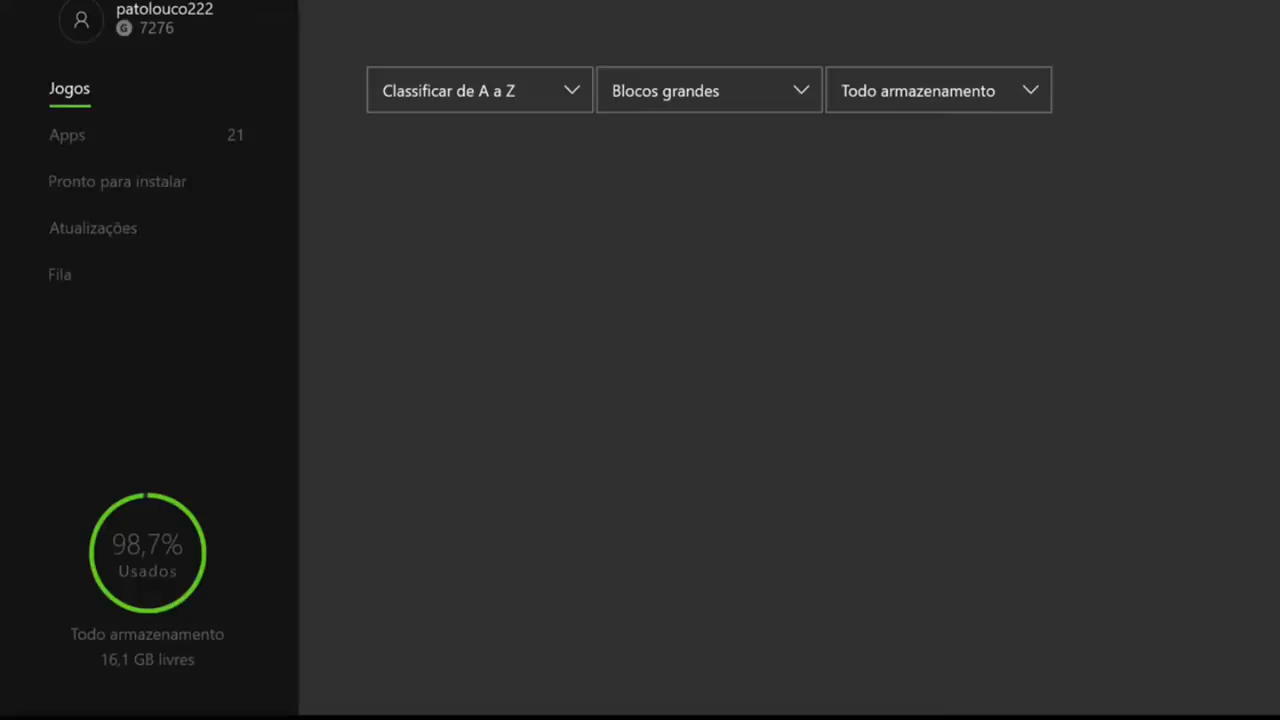 patolouco222
G 7276
Jogos
Apps 21
Pronto para instalar
Atualizações
Fila
98,7%
Usados
Todo armazenamento
16,1 GB livres
Classificar de A a Z
Blocos grandes
Todo armazenamento